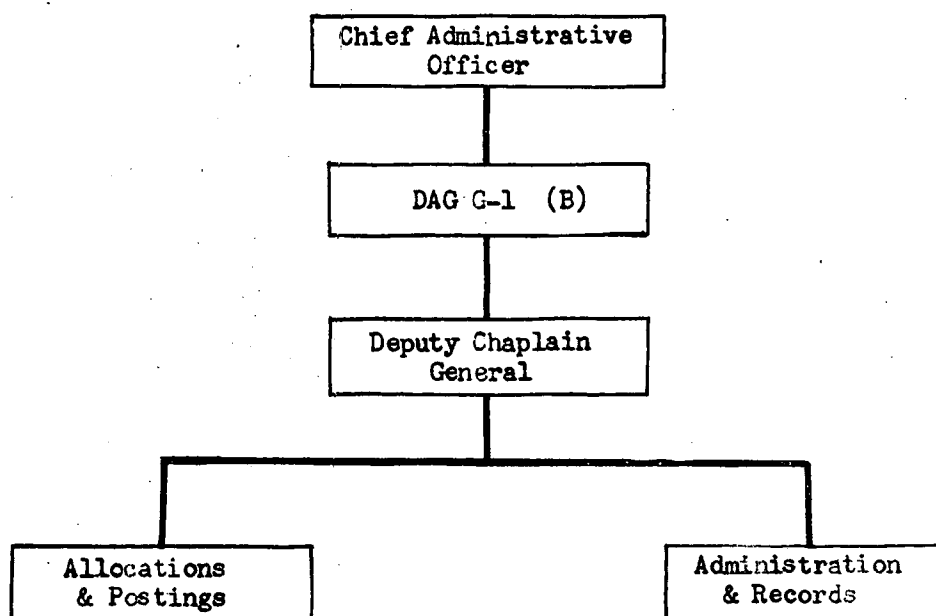 Chief Administrative
Officer
DAG G-1 (B)
Deputy Chaplain
General
Allocations
& Postings
Administration
& Records